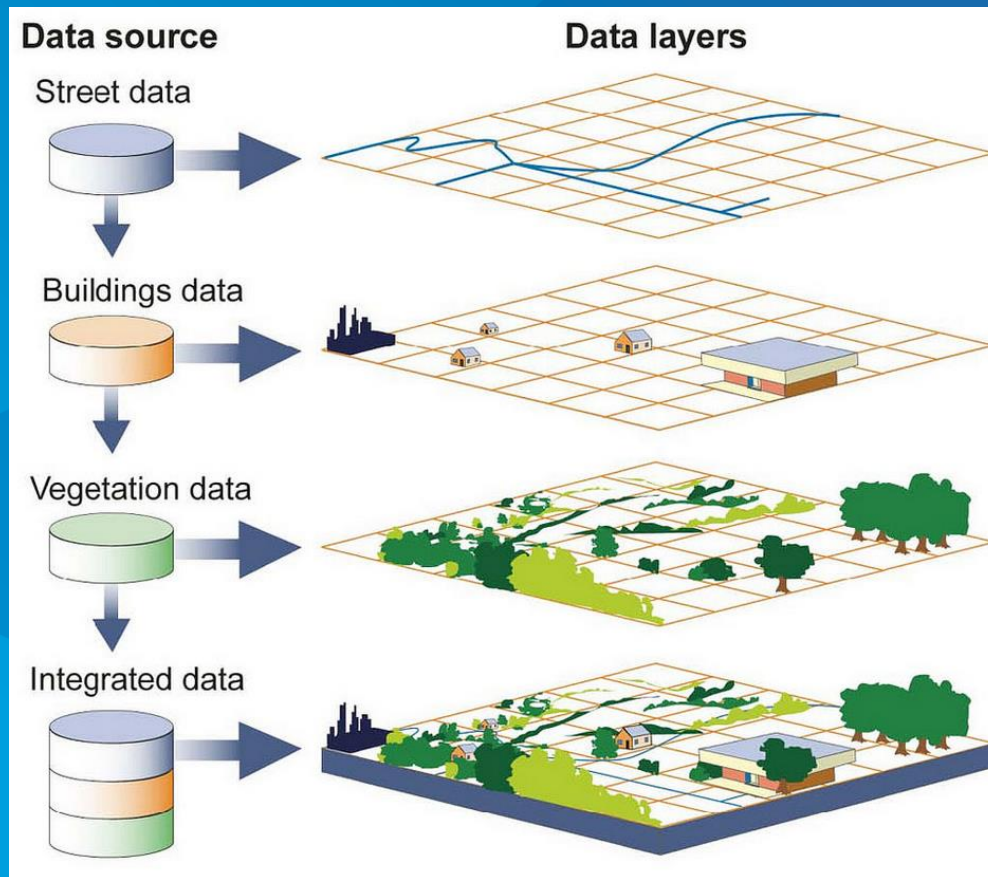 Data source
Data layers
Street data
Buildings data
Vegetation data
Integrated data